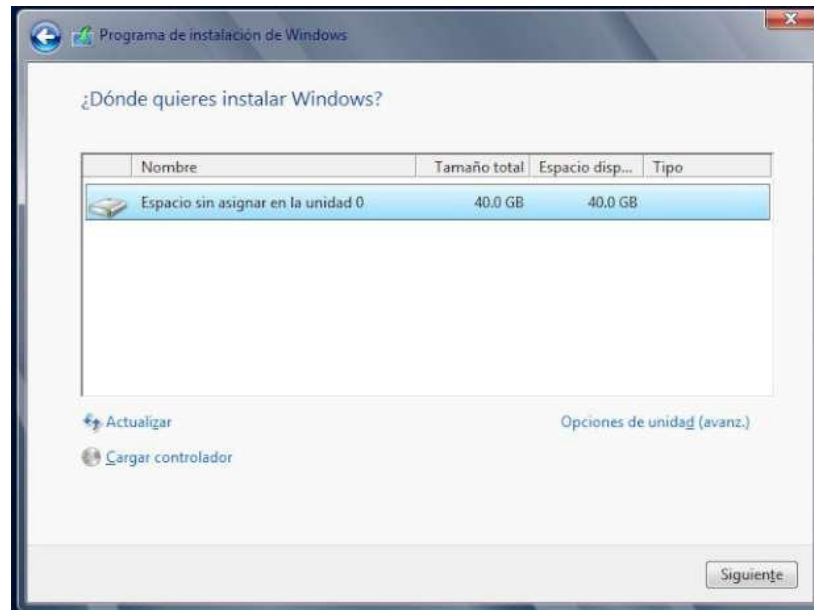 Programa de instalación de Windows
¿Dónde quieres instalar Windows?
Nombre Tamaño total Espacio disp... Tipo
Espacio sin asignar en la unidad 0 40.0 GB 40.0 GB
Actualizar Opciones de unidad (avanz.)
Cargar controlador
Siguiente